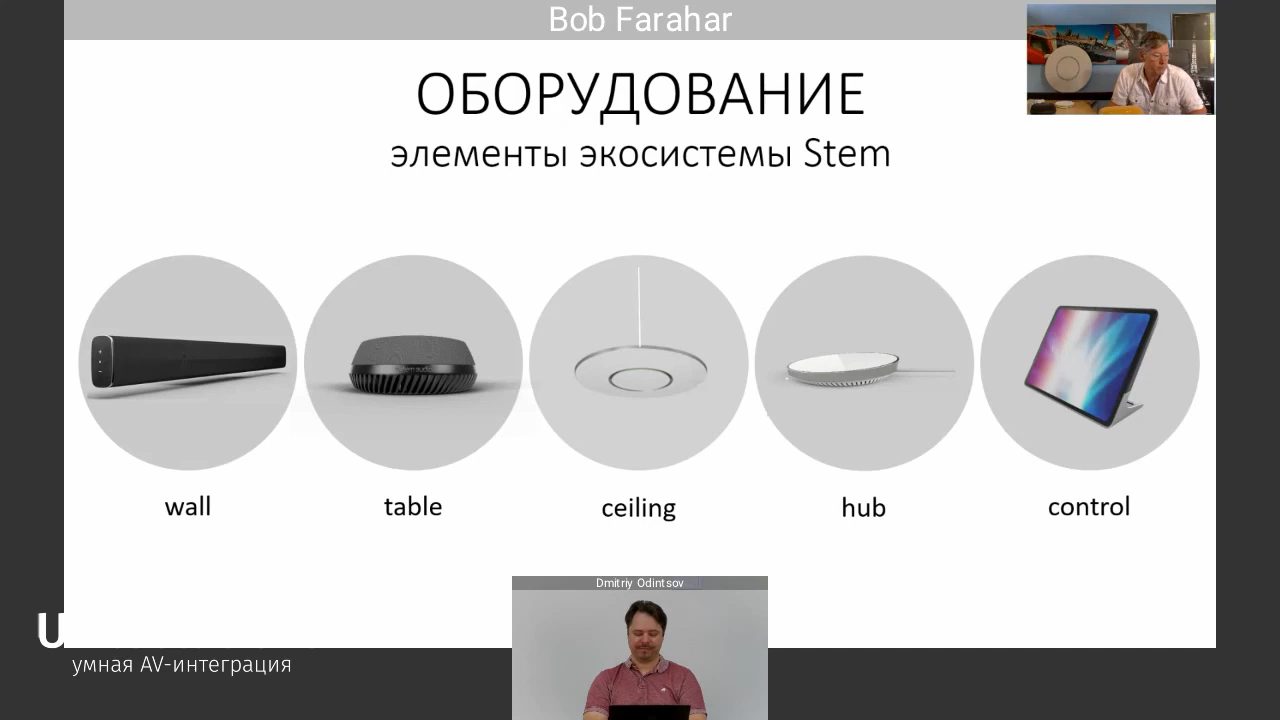 Bob Farahar
ОБОРУДОВАНИЕ
элементы экосистемы Stem
wall
table
ceiling
hub
control
Dmitriy Odintsov
умная AV-интеграция